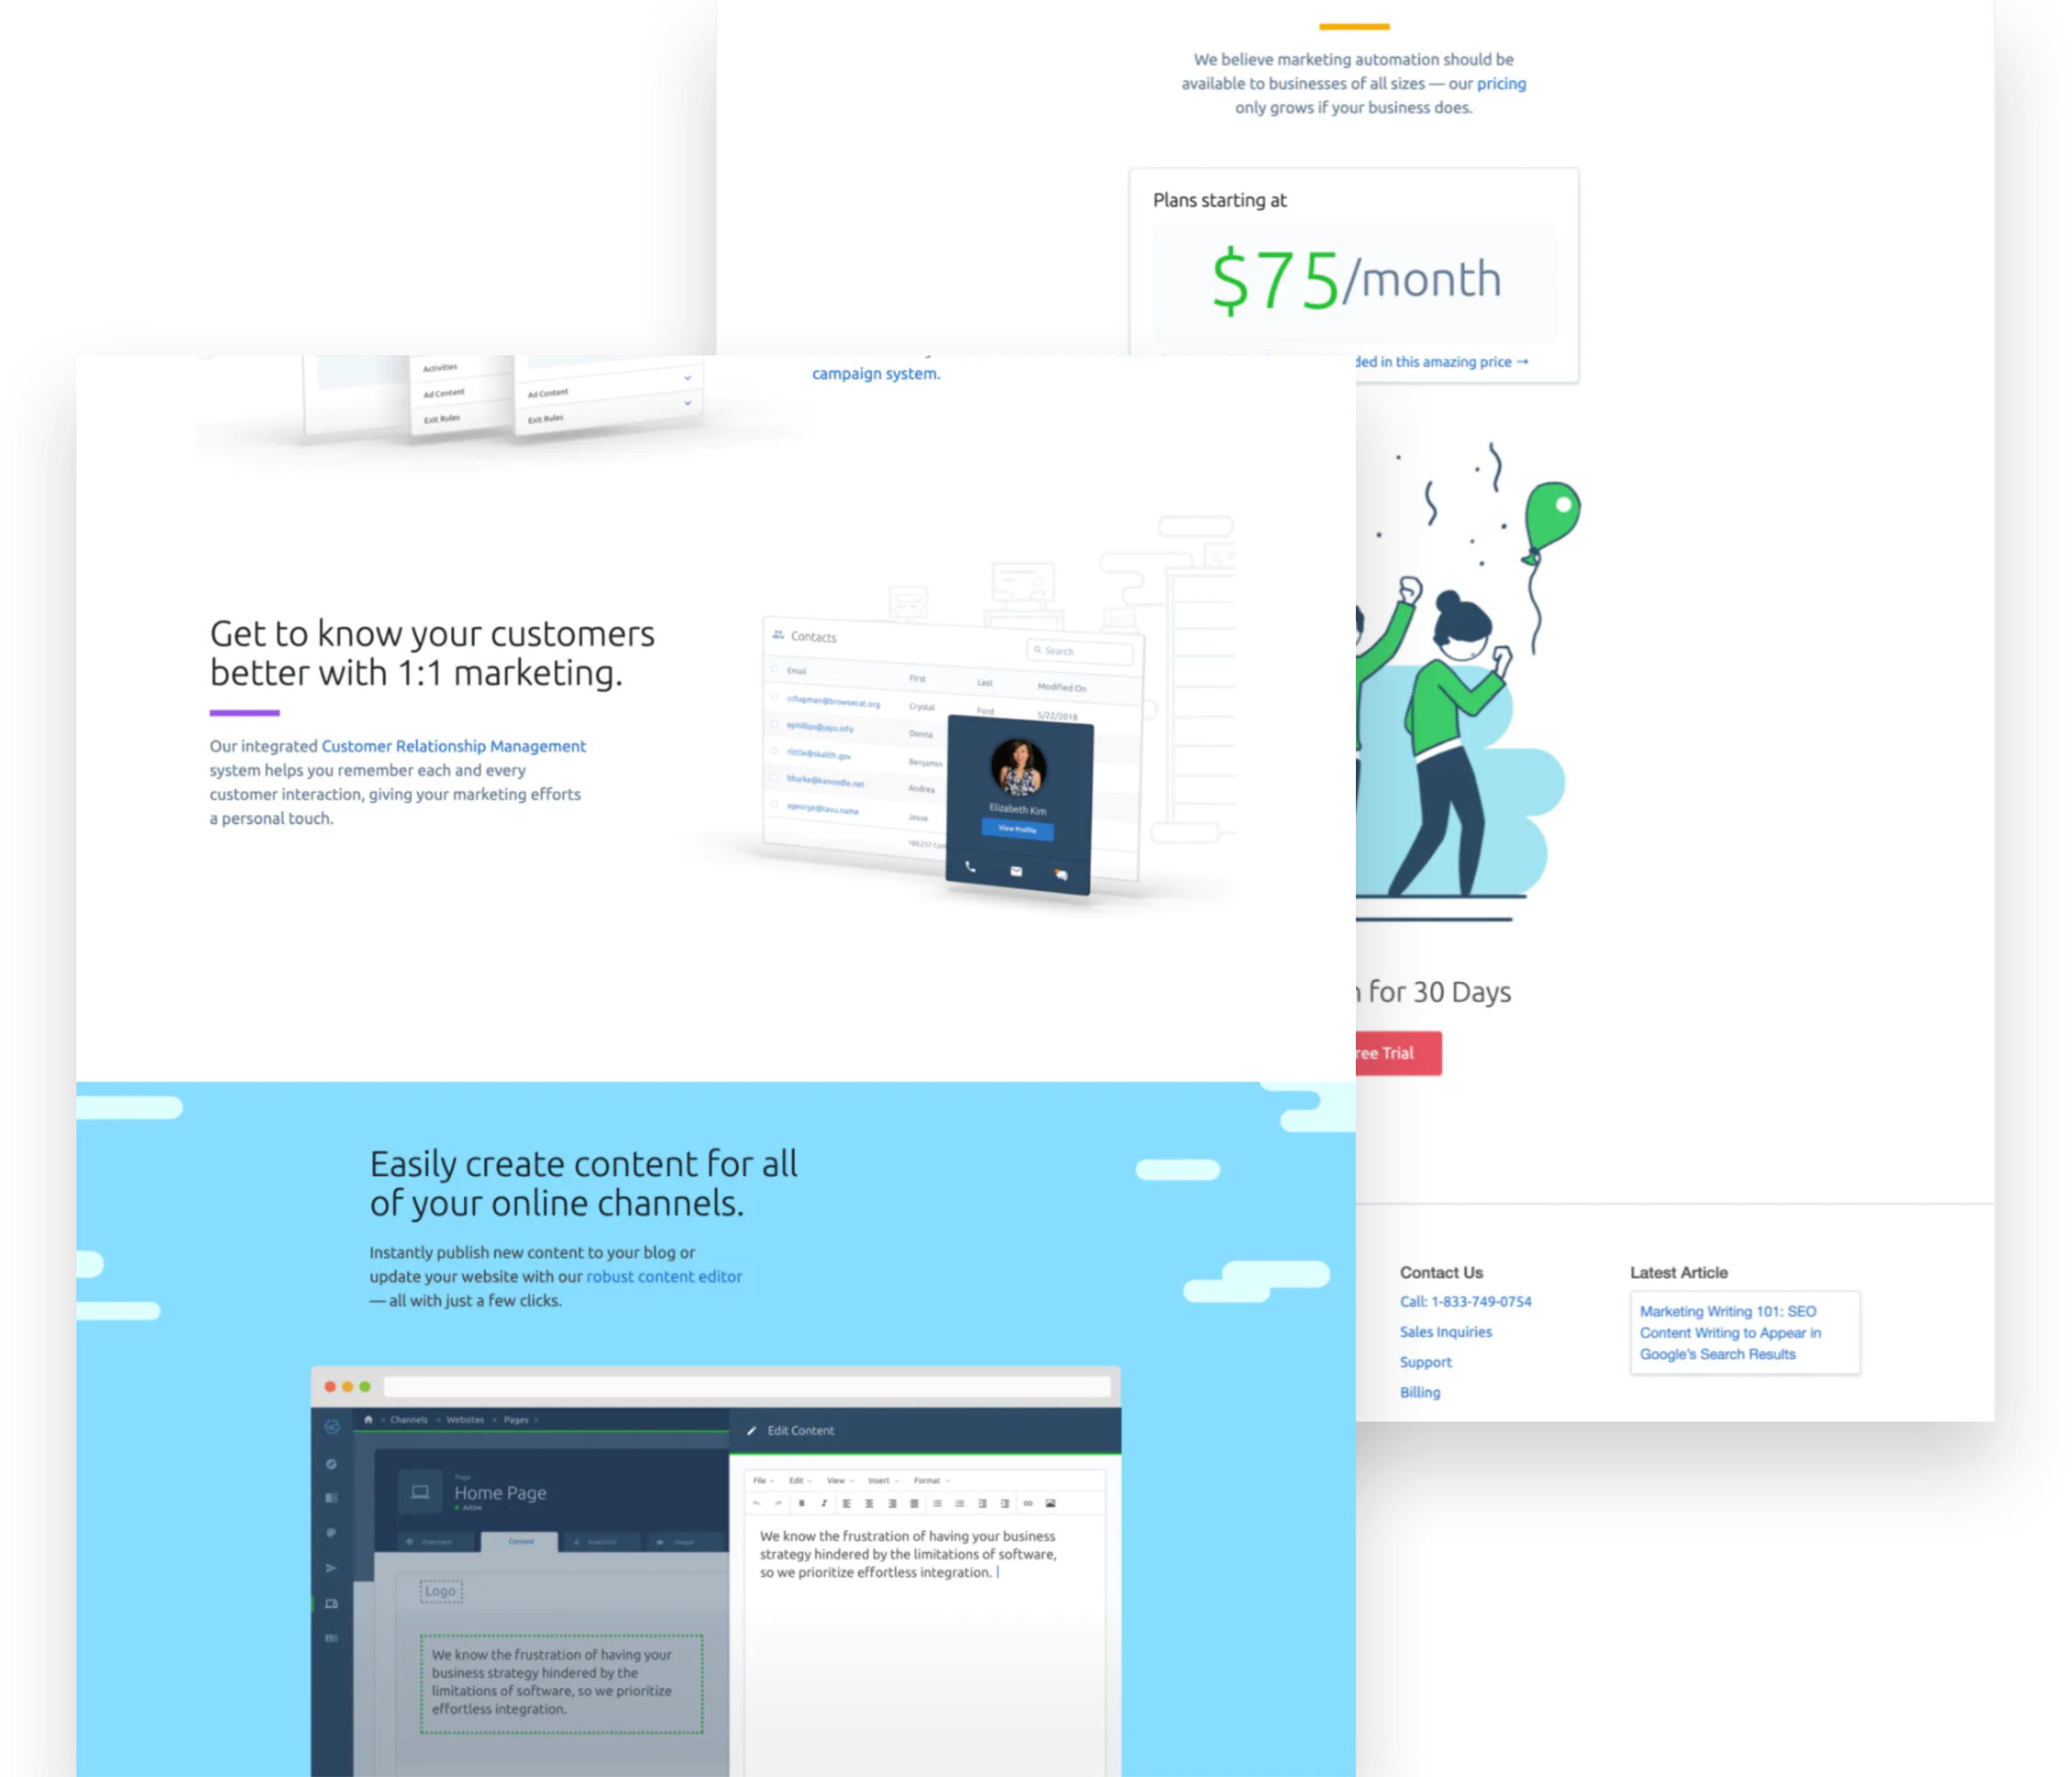 We believe marketing automation should be
available to businesses of all sizes — our pricing
only grows if your business does.
Plans starting at
$75/month
ded in this amazing price →
Activities
Ad Content
Exit Rules
Ad Content
Exit Rules
campaign system.
Get to know your customers
better with 1:1 marketing.
Our integrated Customer Relationship Management
system helps you remember each and every
customer interaction, giving your marketing efforts
a personal touch.
Contacts
Search
Email First Last Modified On
cchapman@browsecat.org Crystal Ford 5/22/2018
ephillips@jayo.info Donna
rlittle@skalith.gov Benjamin
bburke@kanoodle.net Andrea
ageorge@tavu.name Jesse
Elizabeth Kim
View Profile
for 30 Days
ree Trial
Easily create content for all
of your online channels.
Instantly publish new content to your blog or
update your website with our robust content editor
— all with just a few clicks.
Contact Us
Call: 1-833-749-0754
Sales Inquiries
Support
Billing
Latest Article
Marketing Writing 101: SEO
Content Writing to Appear in
Google's Search Results
Channels Websites Pages
Page
Home Page
Active
Overview Content Analytics Usage
Logo
We know the frustration of having your
business strategy hindered by the
limitations of software, so we prioritize
effortless integration.
Edit Content
File Edit View Insert Format
B I
We know the frustration of having your business
strategy hindered by the limitations of software,
so we prioritize effortless integration.